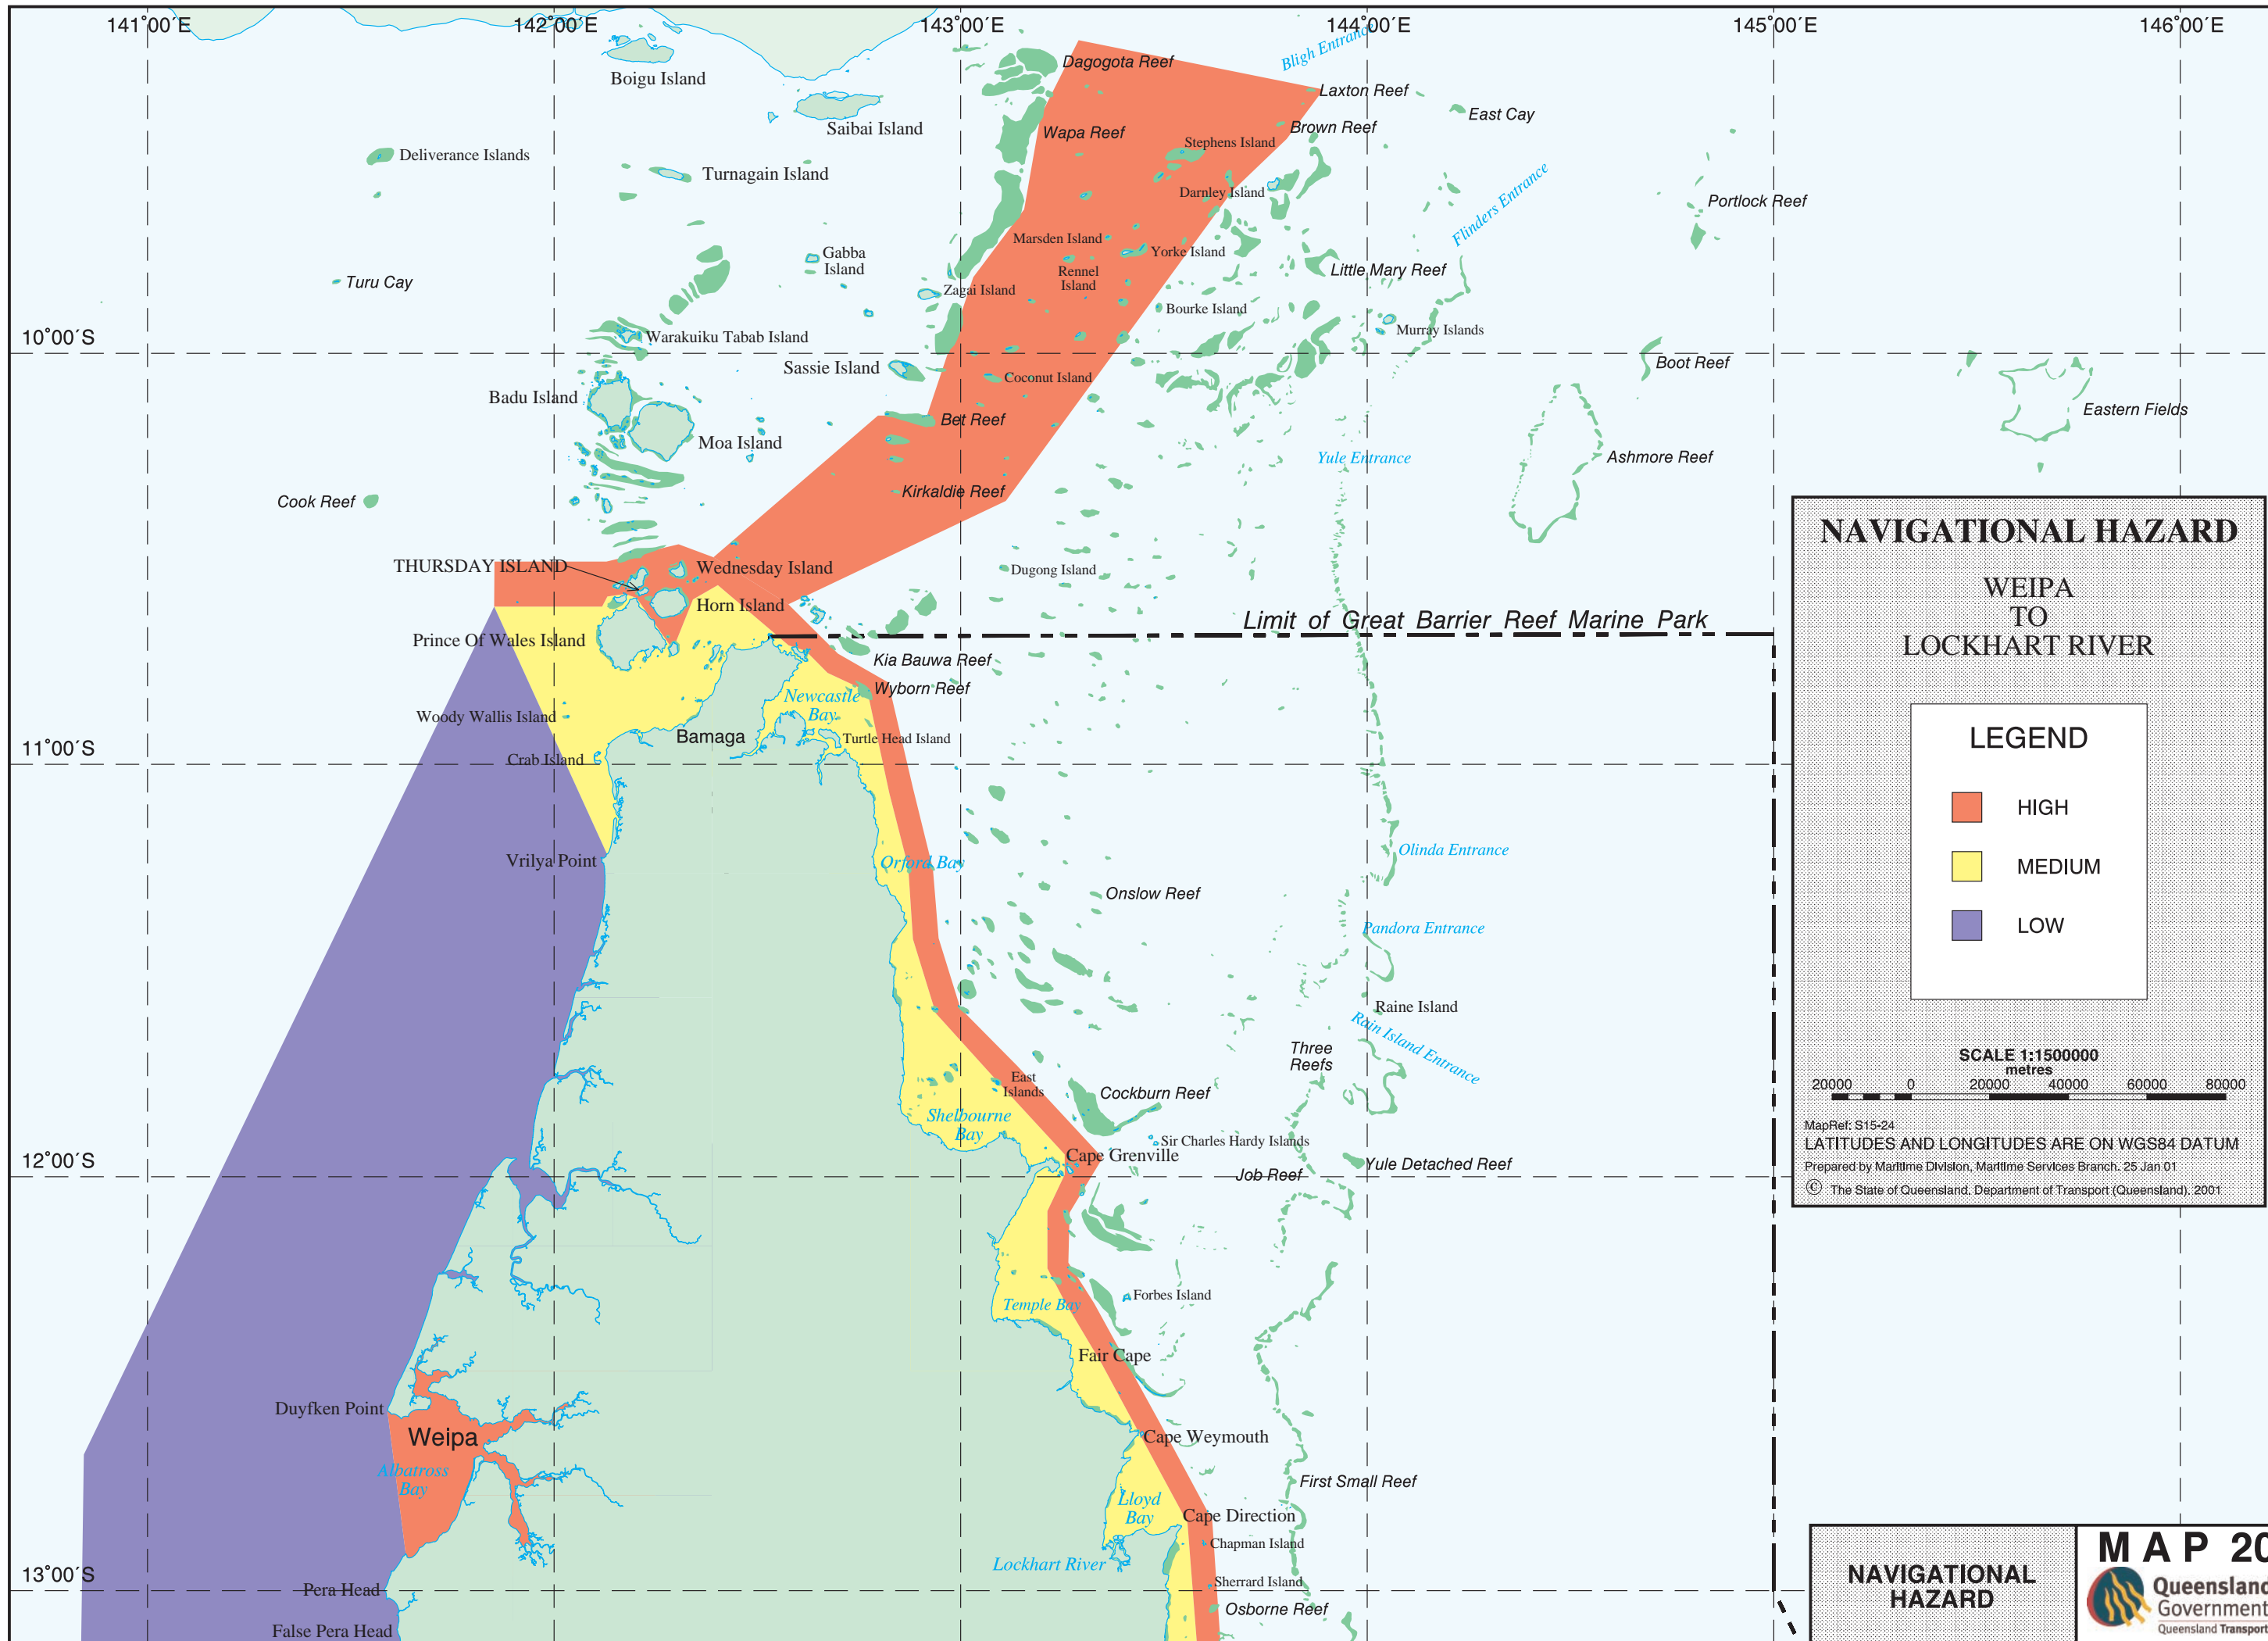 141°00´E
142°00´E
143°00´E
144°00´E
145°00´E
146°00´E
Bligh Entrance
Boigu Island
Dagogota Reef
Laxton Reef
East Cay
Saibai Island
Wapa Reef
Brown Reef
Stephens Island
Deliverance Islands
Turnagain Island
Darnley Island
Flinders Entrance
Portlock Reef
Marsden Island
Yorke Island
Gabba
Island
Rennel
Island
Little Mary Reef
Turu Cay
Zagai Island
Bourke Island
Murray Islands
10°00´S
Warakuiku Tabab Island
Sassie Island
Coconut Island
Boot Reef
Badu Island
Eastern Fields
Bet Reef
Moa Island
Yule Entrance
Ashmore Reef
Cook Reef
Kirkaldie Reef
THURSDAY ISLAND
Wednesday Island
Dugong Island
Horn Island
Limit of Great Barrier Reef Marine Park
Prince Of Wales Island
Kia Bauwa Reef
Wyborn Reef
Newcastle
Bay
Woody Wallis Island
Bamaga
Turtle Head Island
11°00´S
Crab Island
Vrilya Point
Orford Bay
Olinda Entrance
Onslow Reef
Pandora Entrance
Raine Island
Rain Island Entrance
Three
Reefs
East
Islands
Cockburn Reef
Shelbourne
Bay
Sir Charles Hardy Islands
Cape Grenville
12°00´S
Job Reef
Yule Detached Reef
Forbes Island
Temple Bay
Fair Cape
Duyfken Point
Weipa
Cape Weymouth
Albatross
Bay
First Small Reef
Lloyd
Bay
Cape Direction
Chapman Island
Lockhart River
13°00´S
Pera Head
Sherrard Island
Osborne Reef
False Pera Head
NAVIGATIONAL HAZARD
WEIPA
TO
LOCKHART RIVER
LEGEND
HIGH
MEDIUM
LOW
SCALE 1:1500000
metres
20000 0 20000 40000 60000 80000
MapRef: S15-24
LATITUDES AND LONGITUDES ARE ON WGS84 DATUM
Prepared by Maritime Division, Maritime Services Branch. 25 Jan 01
© The State of Queensland, Department of Transport (Queensland). 2001
NAVIGATIONAL
HAZARD
MAP 20
Queensland
Government
Queensland Transport